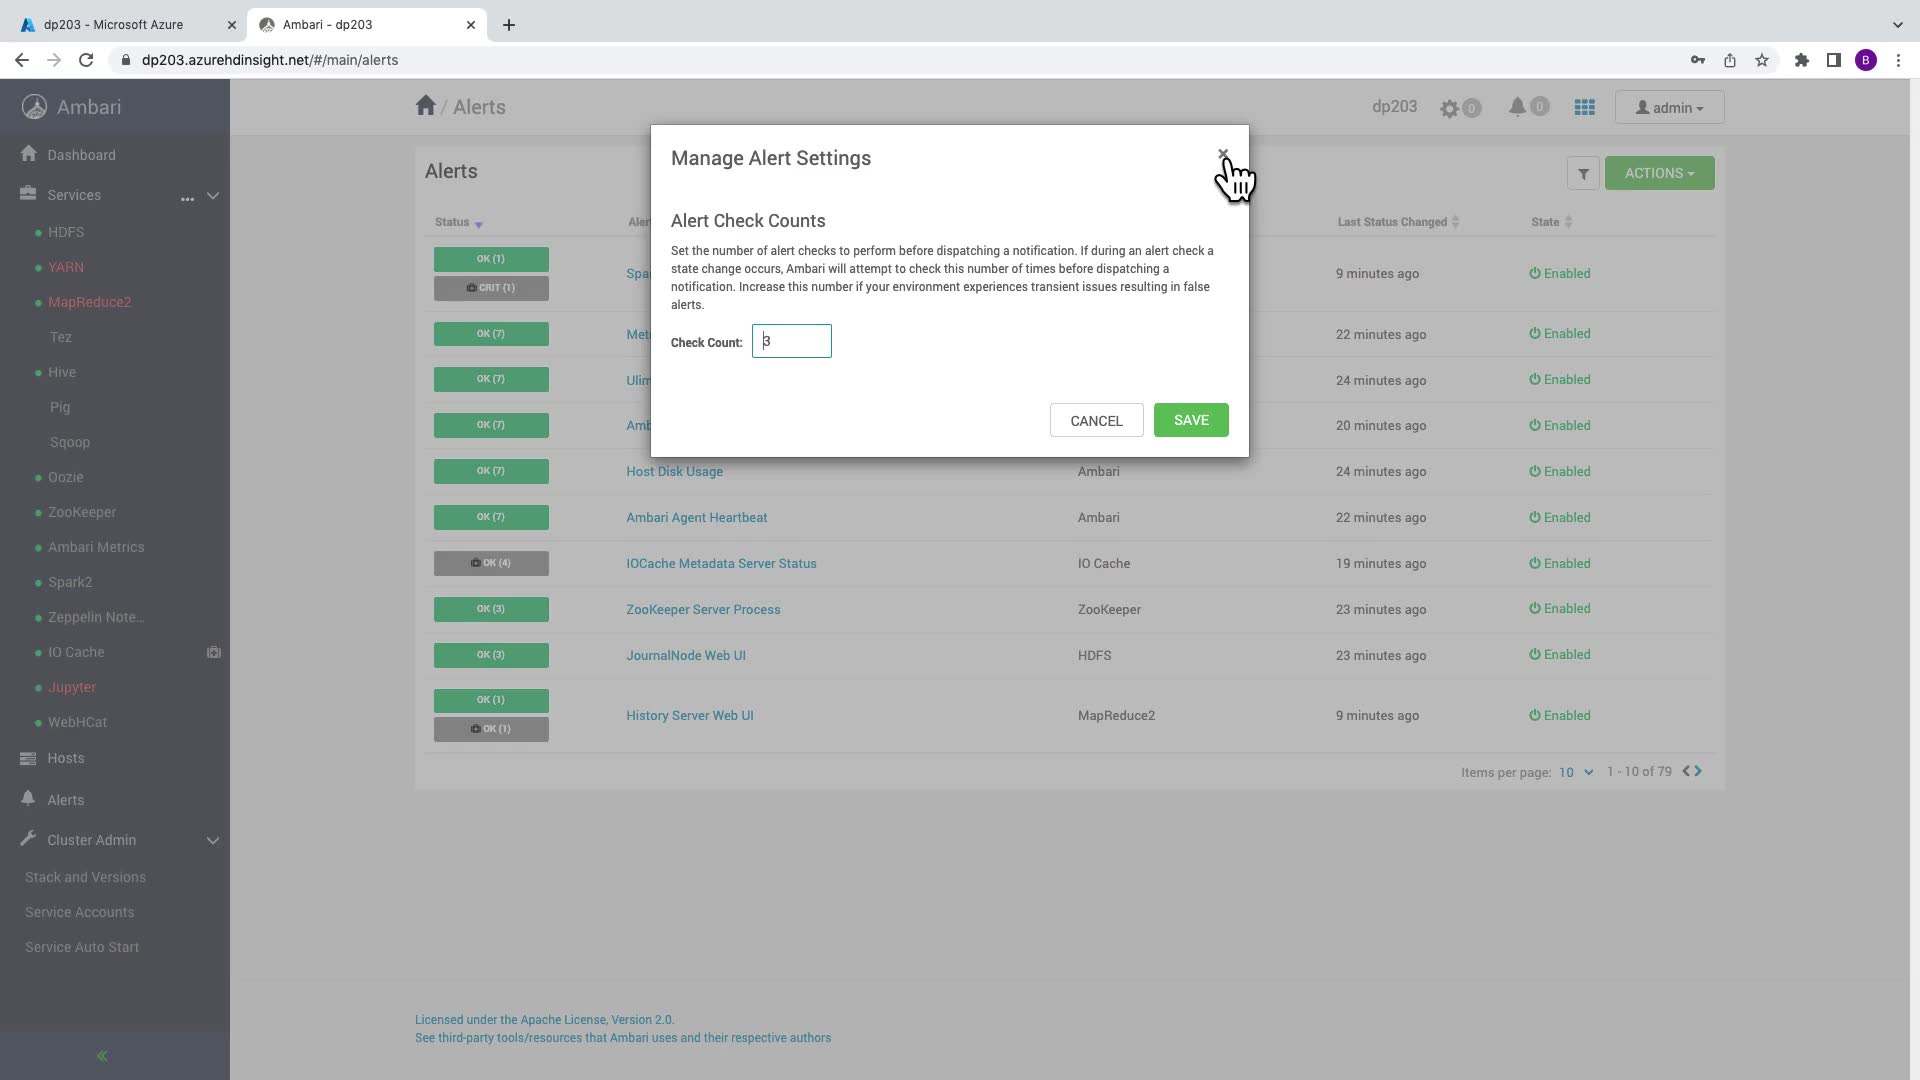 dp203 - Microsoft Azure
Ambari - dp203
dp203.azurehdinsight.net/#/main/alerts
B
Ambari
/ Alerts
dp203
0
0
admin
Dashboard
Services
...
HDFS
YARN
MapReduce2
Tez
Hive
Pig
Sqoop
Oozie
ZooKeeper
Ambari Metrics
Spark2
Zeppelin Note...
IO Cache
Jupyter
WebHCat
Hosts
Alerts
Cluster Admin
Stack and Versions
Service Accounts
Service Auto Start
Alerts
ACTIONS
Status
Last Status Changed
State
OK (1)
CRIT (1)
9 minutes ago
Enabled
OK (7)
22 minutes ago
Enabled
OK (7)
24 minutes ago
Enabled
OK (7)
20 minutes ago
Enabled
OK (7)
Host Disk Usage
Ambari
24 minutes ago
Enabled
OK (7)
Ambari Agent Heartbeat
Ambari
22 minutes ago
Enabled
OK (4)
IOCache Metadata Server Status
IO Cache
19 minutes ago
Enabled
OK (3)
ZooKeeper Server Process
ZooKeeper
23 minutes ago
Enabled
OK (3)
JournalNode Web UI
HDFS
23 minutes ago
Enabled
OK (1)
OK (1)
History Server Web UI
MapReduce2
9 minutes ago
Enabled
Items per page: 10
1 - 10 of 79
Manage Alert Settings
Alert Check Counts
Set the number of alert checks to perform before dispatching a notification. If during an alert check a
state change occurs, Ambari will attempt to check this number of times before dispatching a
notification. Increase this number if your environment experiences transient issues resulting in false
alerts.
Check Count: 3
CANCEL
SAVE
Licensed under the Apache License, Version 2.0.
See third-party tools/resources that Ambari uses and their respective authors